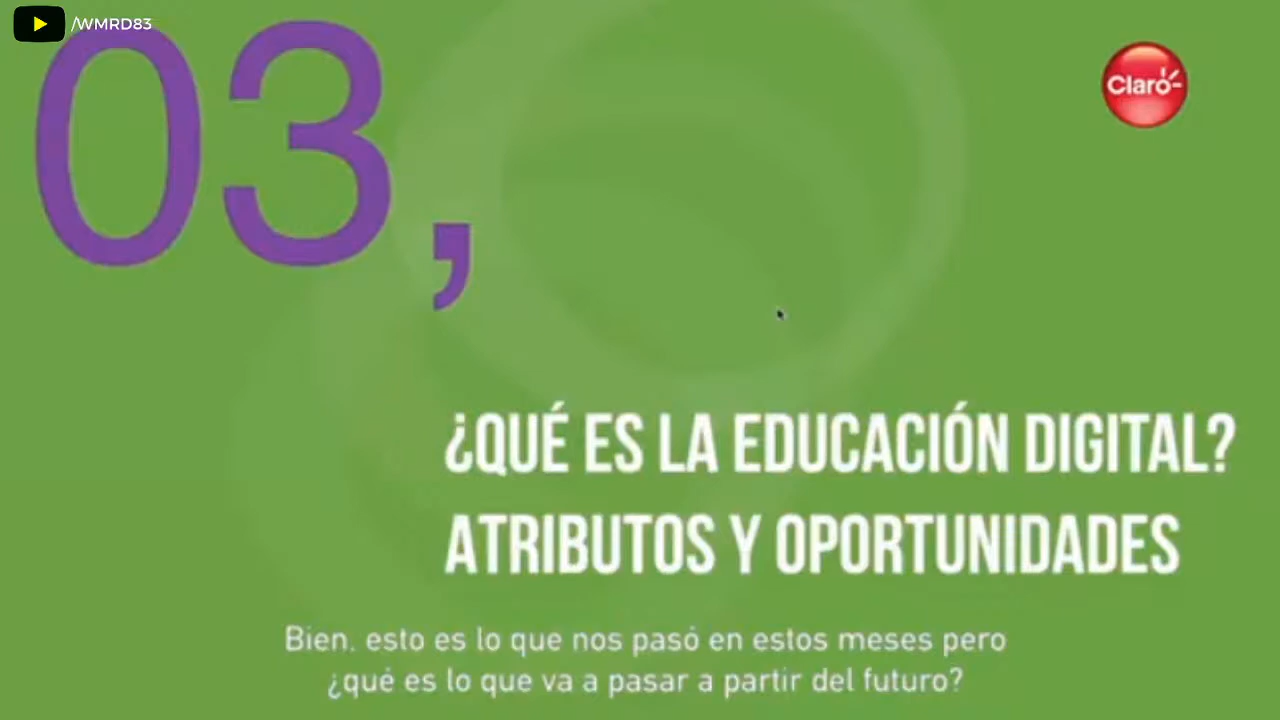 /WMRD83
03,
Claro-
¿QUÉ ES LA EDUCACIÓN DIGITAL?
ATRIBUTOS Y OPORTUNIDADES
Bien, esto es lo que nos pasó en estos meses pero
¿qué es lo que va a pasar a partir del futuro?